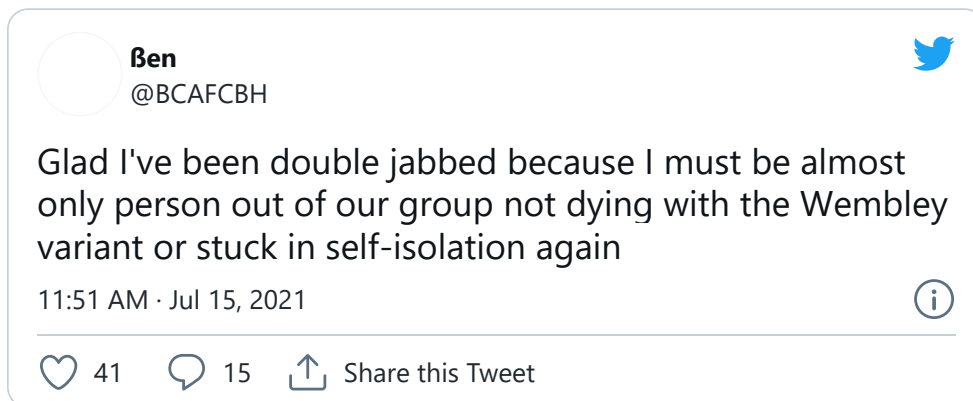 ßen
@BCAFCBH
Glad I've been double jabbed because I must be almost
only person out of our group not dying with the Wembley
variant or stuck in self-isolation again
11:51 AM · Jul 15, 2021
41 15 Share this Tweet